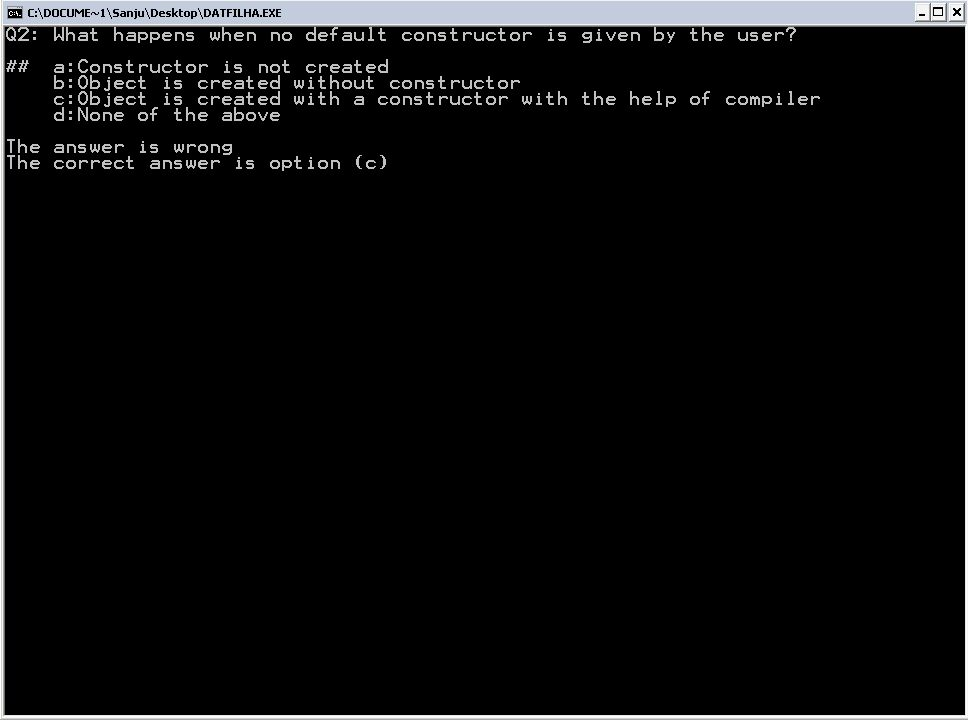 C:\DOCUME~1\Sanju\Desktop\DATFILHA.EXE
Q2: What happens when no default constructor is given by the user?
## a:Constructor is not created
b:Object is created without constructor
c:Object is created with a constructor with the help of compiler
d:None of the above
The answer is wrong
The correct answer is option (c)